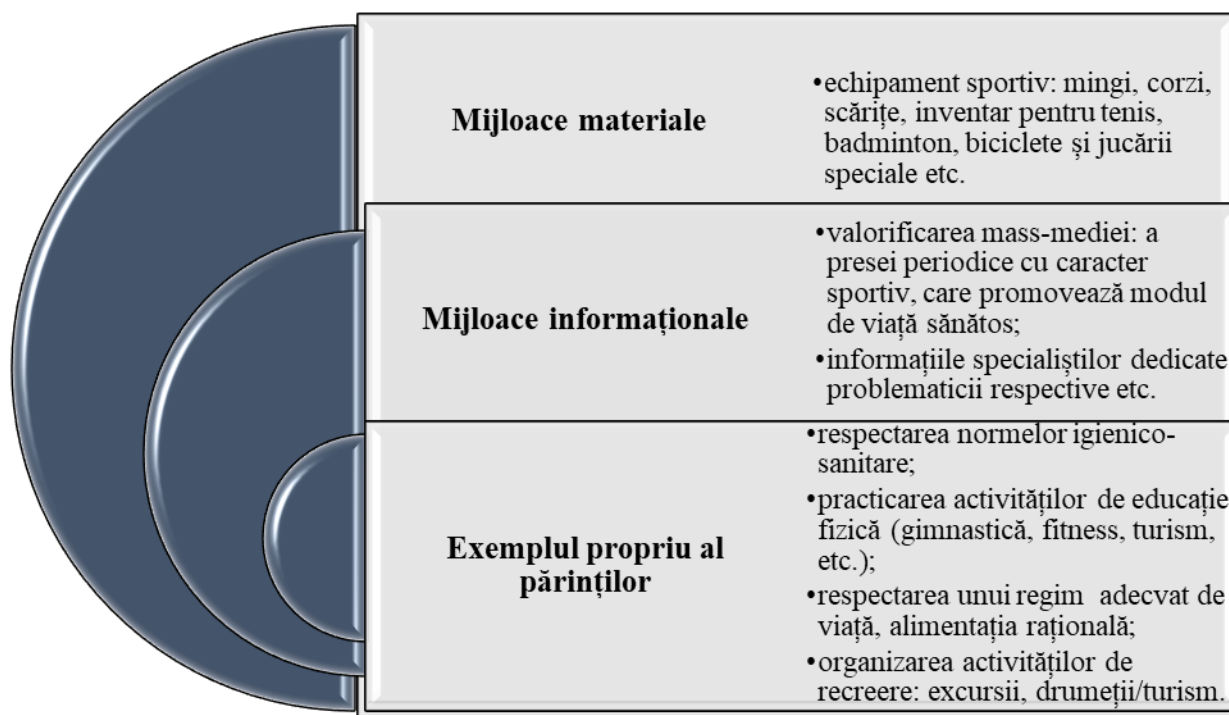 Mijloace materiale
•echipament sportiv: mingi, corzi,
scărițe, inventar pentru tenis,
badminton, biciclete și jucării
speciale etc.
Mijloace informaționale
•valorificarea mass-mediei: a
presei periodice cu caracter
sportiv, care promovează modul
de viață sănătos;
•informațiile specialiștilor dedicate
problematicii respective etc.
Exemplul propriu al
părinților
•respectarea normelor igienico-
sanitare;
•practicarea activităților de educație
fizică (gimnastică, fitness, turism,
etc.);
•respectarea unui regim adecvat de
viață, alimentația rațională;
•organizarea activităților de
recreere: excursii, drumeții/turism.